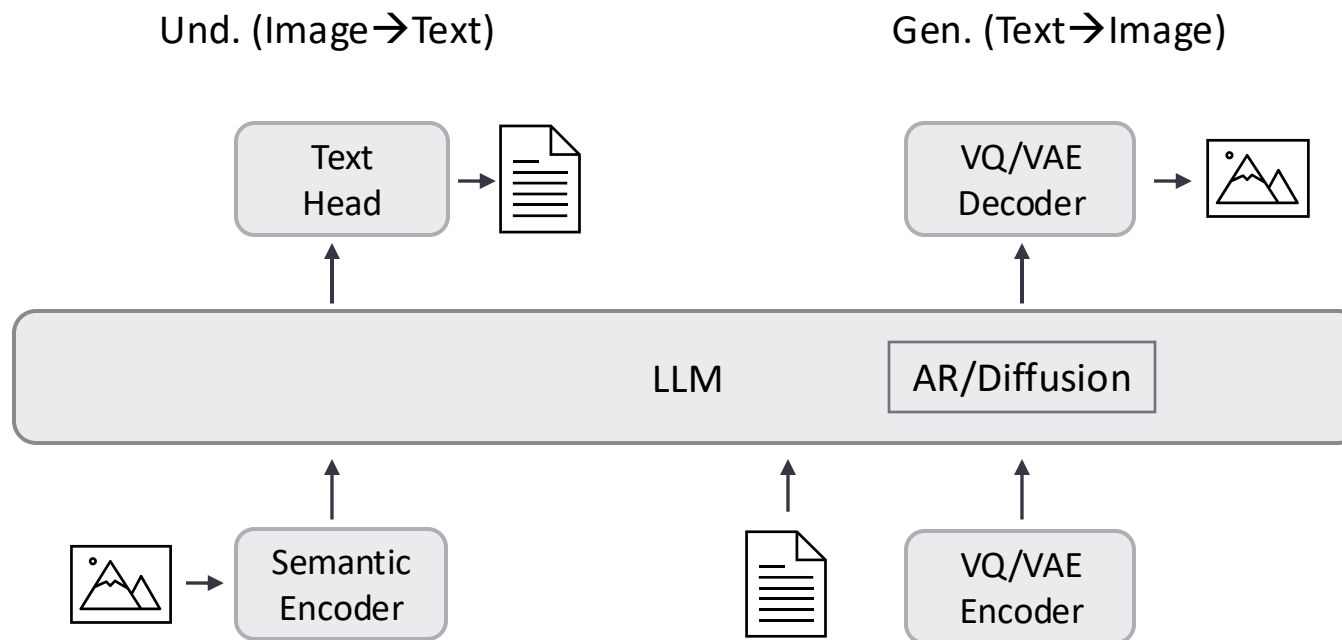 Und. (Image→Text)
Gen. (Text→Image)
Text
Head
VQ/VAE
Decoder
LLM
AR/Diffusion
Semantic
Encoder
VQ/VAE
Encoder